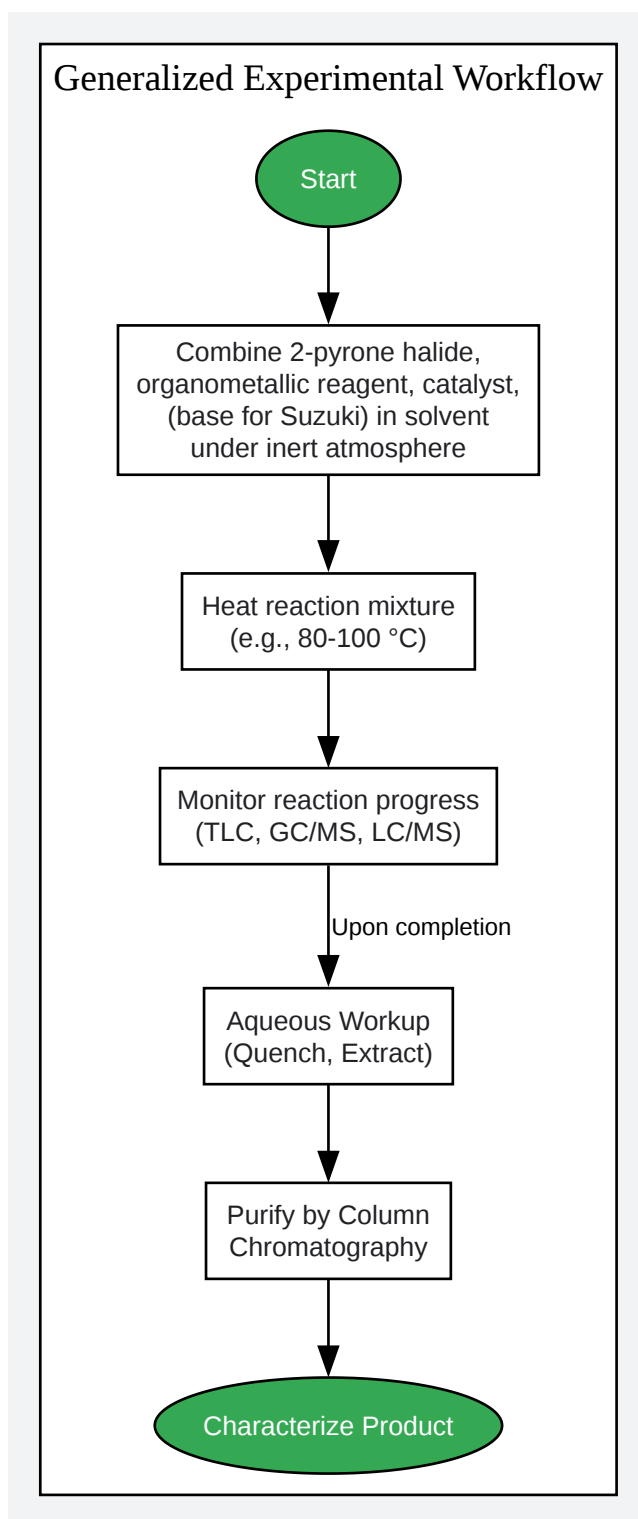 Generalized Experimental Workflow
Start
Combine 2-pyrone halide,
organometallic reagent, catalyst,
(base for Suzuki) in solvent
under inert atmosphere
Heat reaction mixture
(e.g., 80-100 °C)
Monitor reaction progress
(TLC, GC/MS, LC/MS)
Upon completion
Aqueous Workup
(Quench, Extract)
Purify by Column
Chromatography
Characterize Product